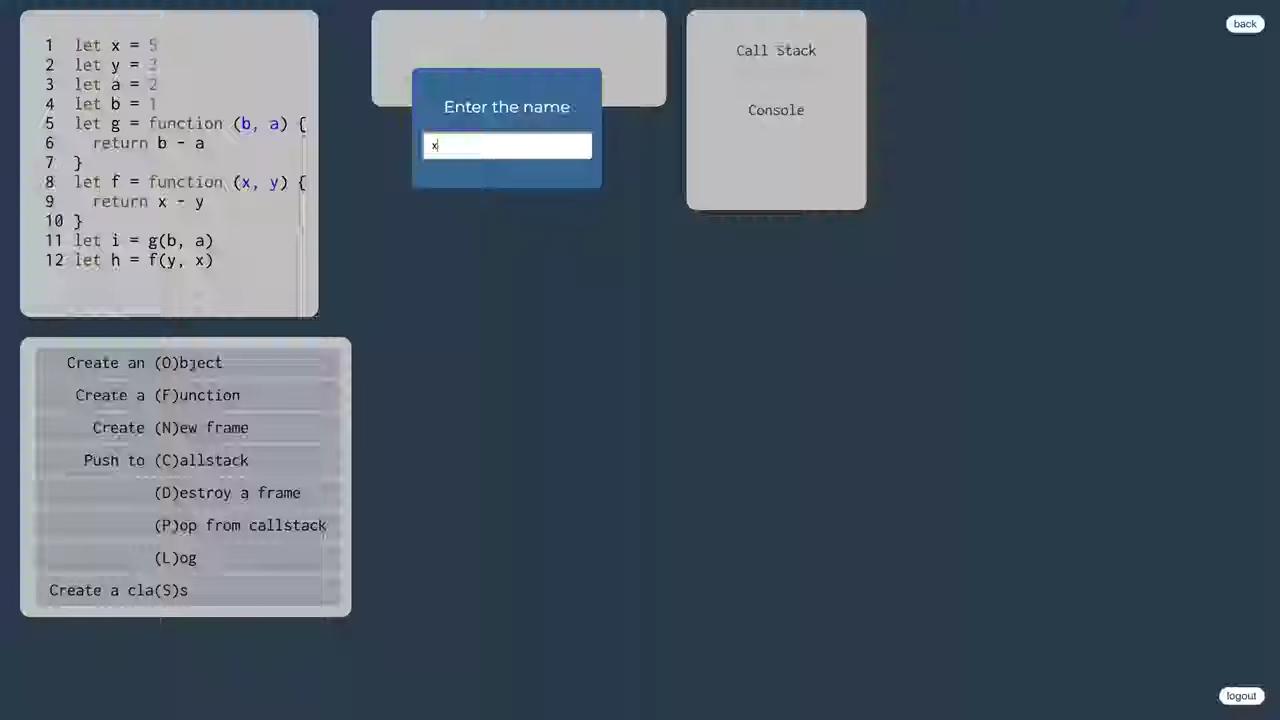 1 let x = 5
2 let y = 3
3 let a = 2
4 let b = 1
5 let g = function (b, a) {
6 return b - a
7 }
8 let f = function (x, y) {
9 return x - y
10 }
11 let i = g(b, a)
12 let h = f(y, x)
Enter the name
x
Call Stack
Console
back
Create an (O)bject
Create a (F)unction
Create (N)ew frame
Push to (C)allstack
(D)estroy a frame
(P)op from callstack
(L)og
Create a cla(S)s
logout